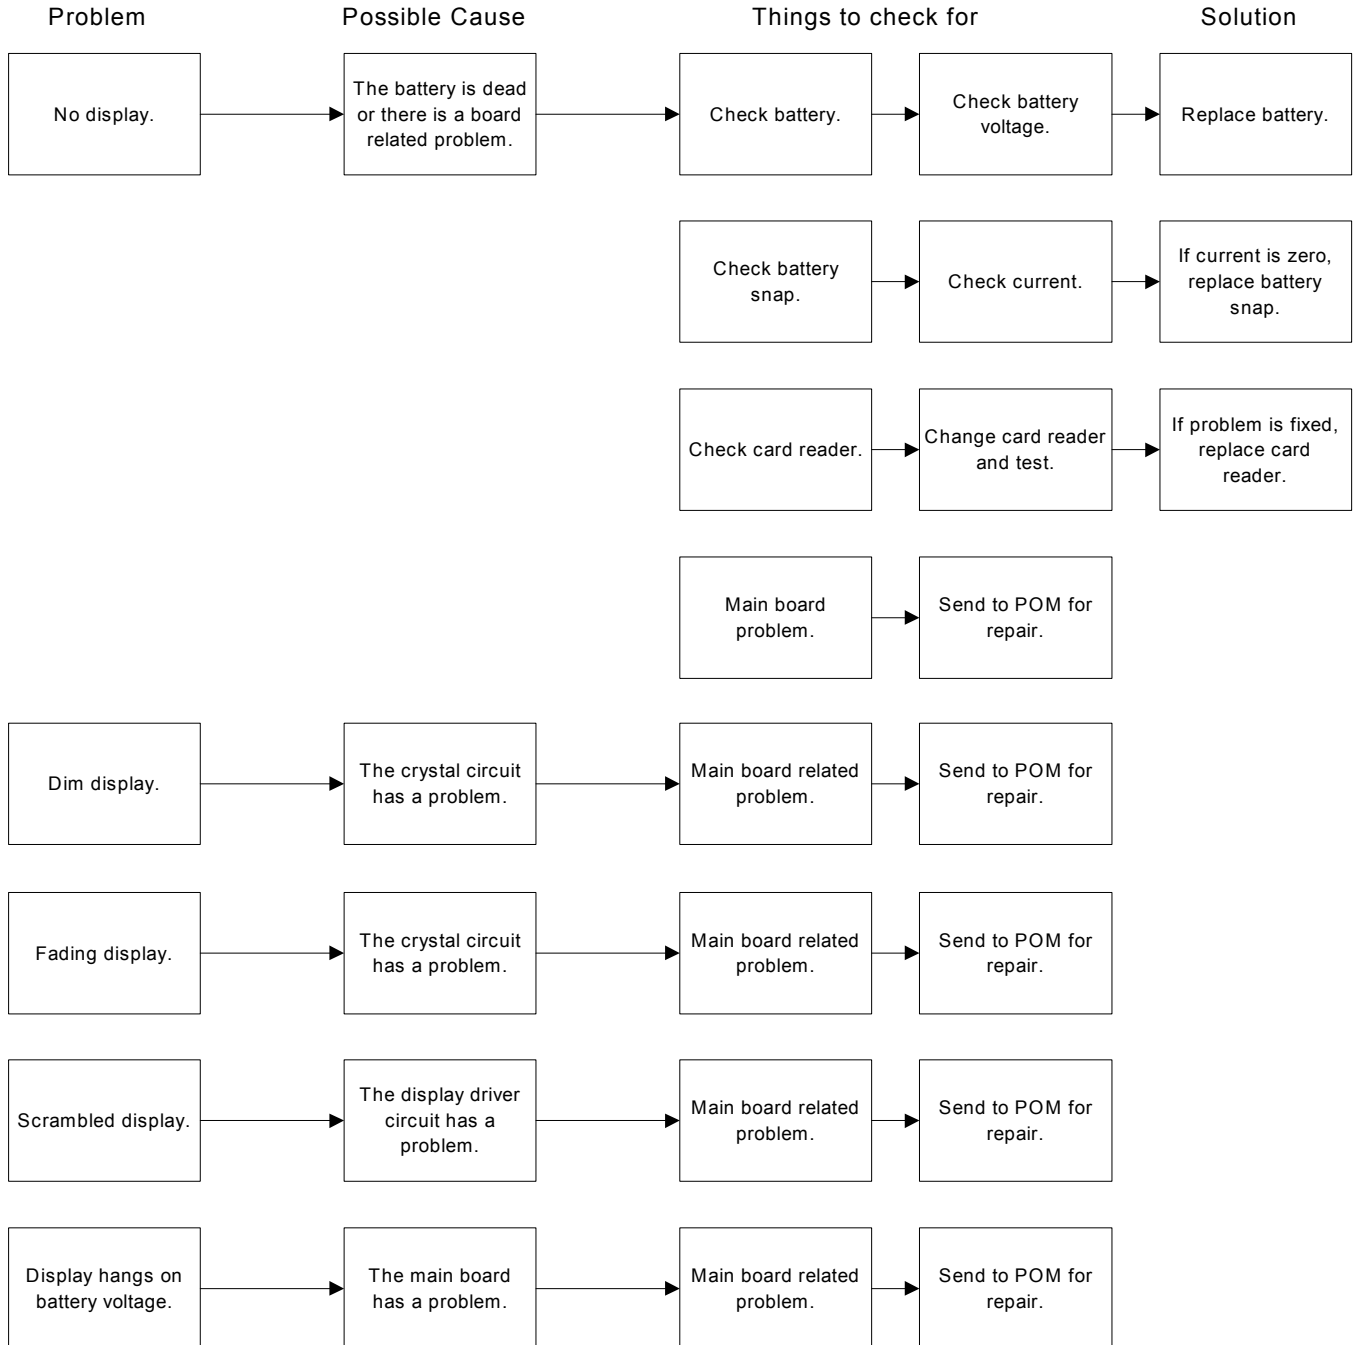 Problem
Possible Cause
Things to check for
Solution
No display.
The battery is dead
or there is a board
related problem.
Check battery.
Check battery
voltage.
Replace battery.
Check battery
snap.
Check current.
If current is zero,
replace battery
snap.
Check card reader.
Change card reader
and test.
If problem is fixed,
replace card
reader.
Main board
problem.
Send to POM for
repair.
Dim display.
The crystal circuit
has a problem.
Main board related
problem.
Send to POM for
repair.
Fading display.
The crystal circuit
has a problem.
Main board related
problem.
Send to POM for
repair.
Scrambled display.
The display driver
circuit has a
problem.
Main board related
problem.
Send to POM for
repair.
Display hangs on
battery voltage.
The main board
has a problem.
Main board related
problem.
Send to POM for
repair.